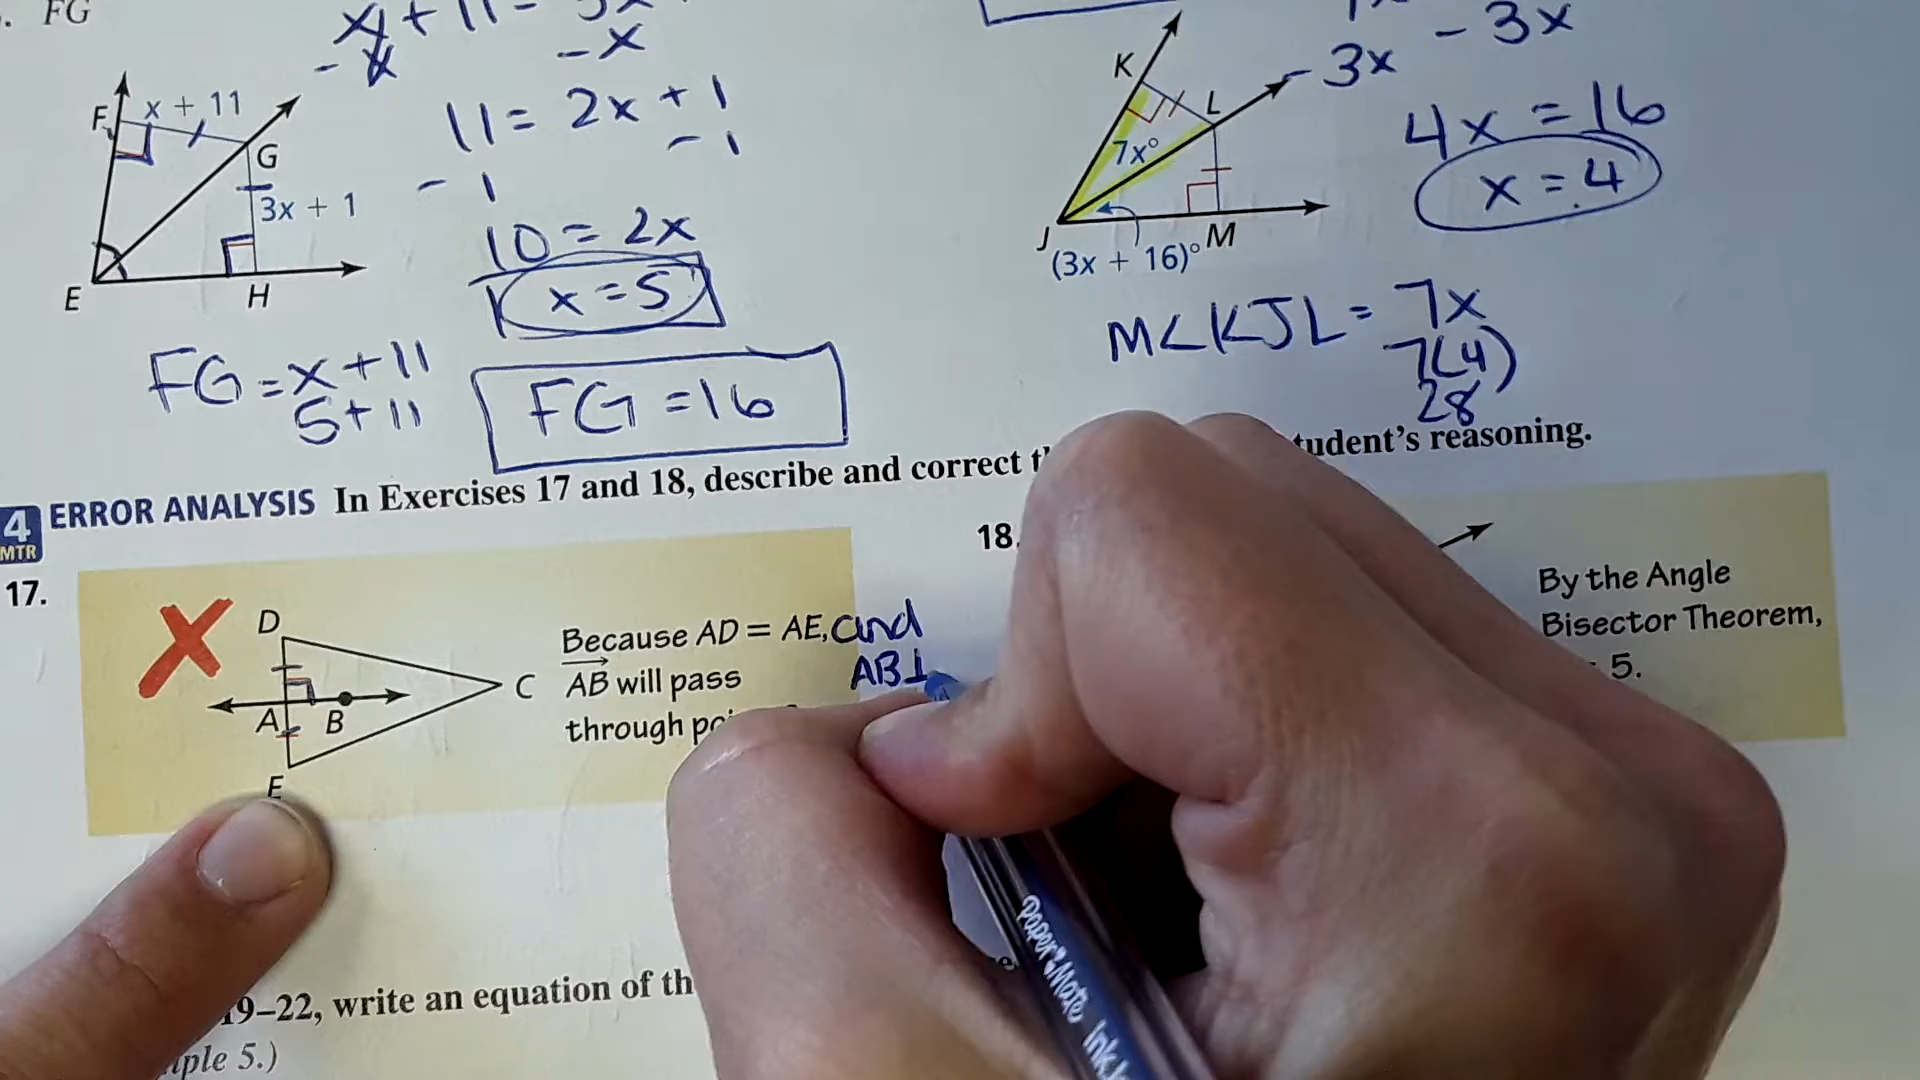 . FG
x + 11 = 3x
- x - x
F x + 11
G
3x + 1
E
H
11 = 2x + 1
- 1 - 1
10 = 2x
x = 5
FG = x + 11
5 + 11
FG = 16
K
L
7x°
J
M
(3x + 16)°
- 3x
- 3x
4x = 16
x = 4
M∠KJL = 7x
7(4)
28
4 ERROR ANALYSIS In Exercises 17 and 18, describe and correct student's reasoning.
MTR
17.
D
C
A
B
E
Because AD = AE, and
AB will pass AB⊥
through
18.
By the Angle
Bisector Theorem,
5.
19–22, write an equation of
ple 5.)
Paper:Mate Ink